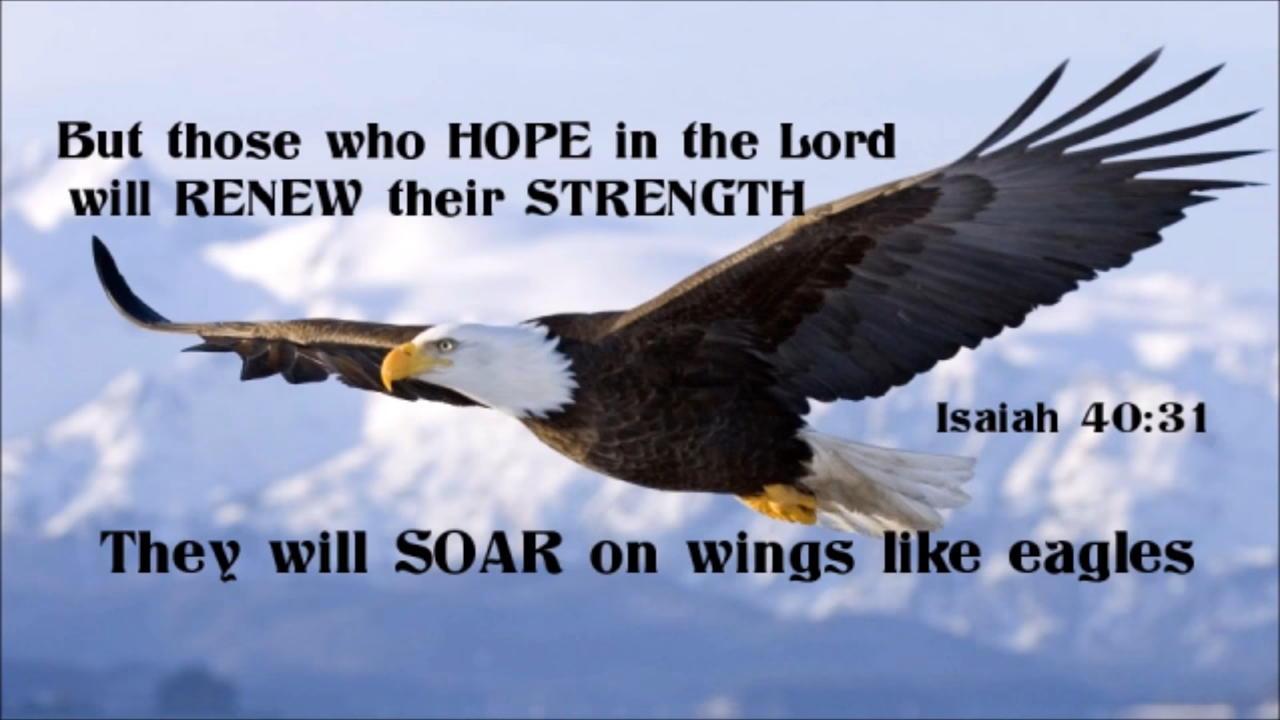 But those who HOPE in the Lord
will RENEW their STRENGTH
Isaiah 40:31
They will SOAR on wings like eagles